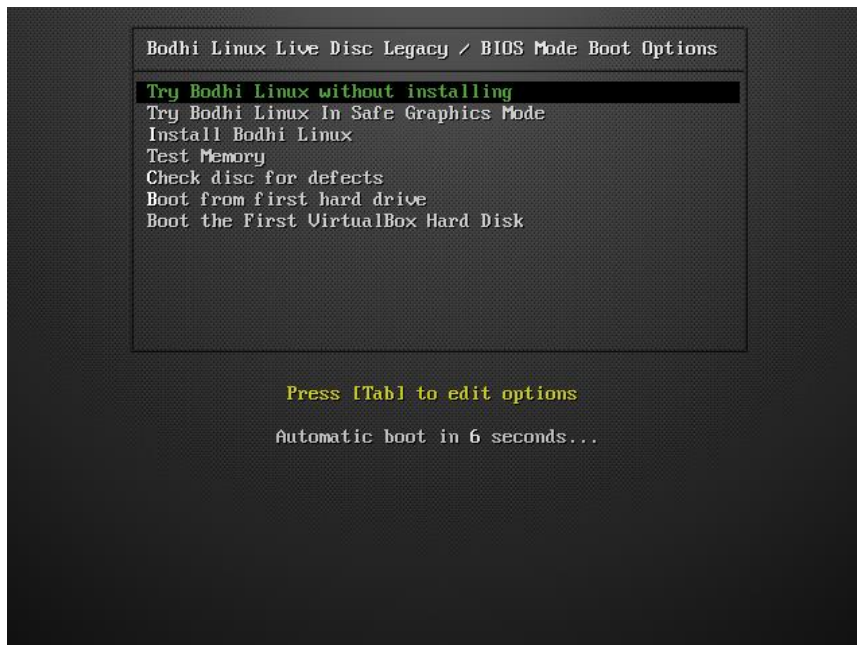 Bodhi Linux Live Disc Legacy / BIOS Mode Boot Options
Try Bodhi Linux without installing
Try Bodhi Linux In Safe Graphics Mode
Install Bodhi Linux
Test Memory
Check disc for defects
Boot from first hard drive
Boot the First VirtualBox Hard Disk
Press [Tab] to edit options
Automatic boot in 6 seconds...